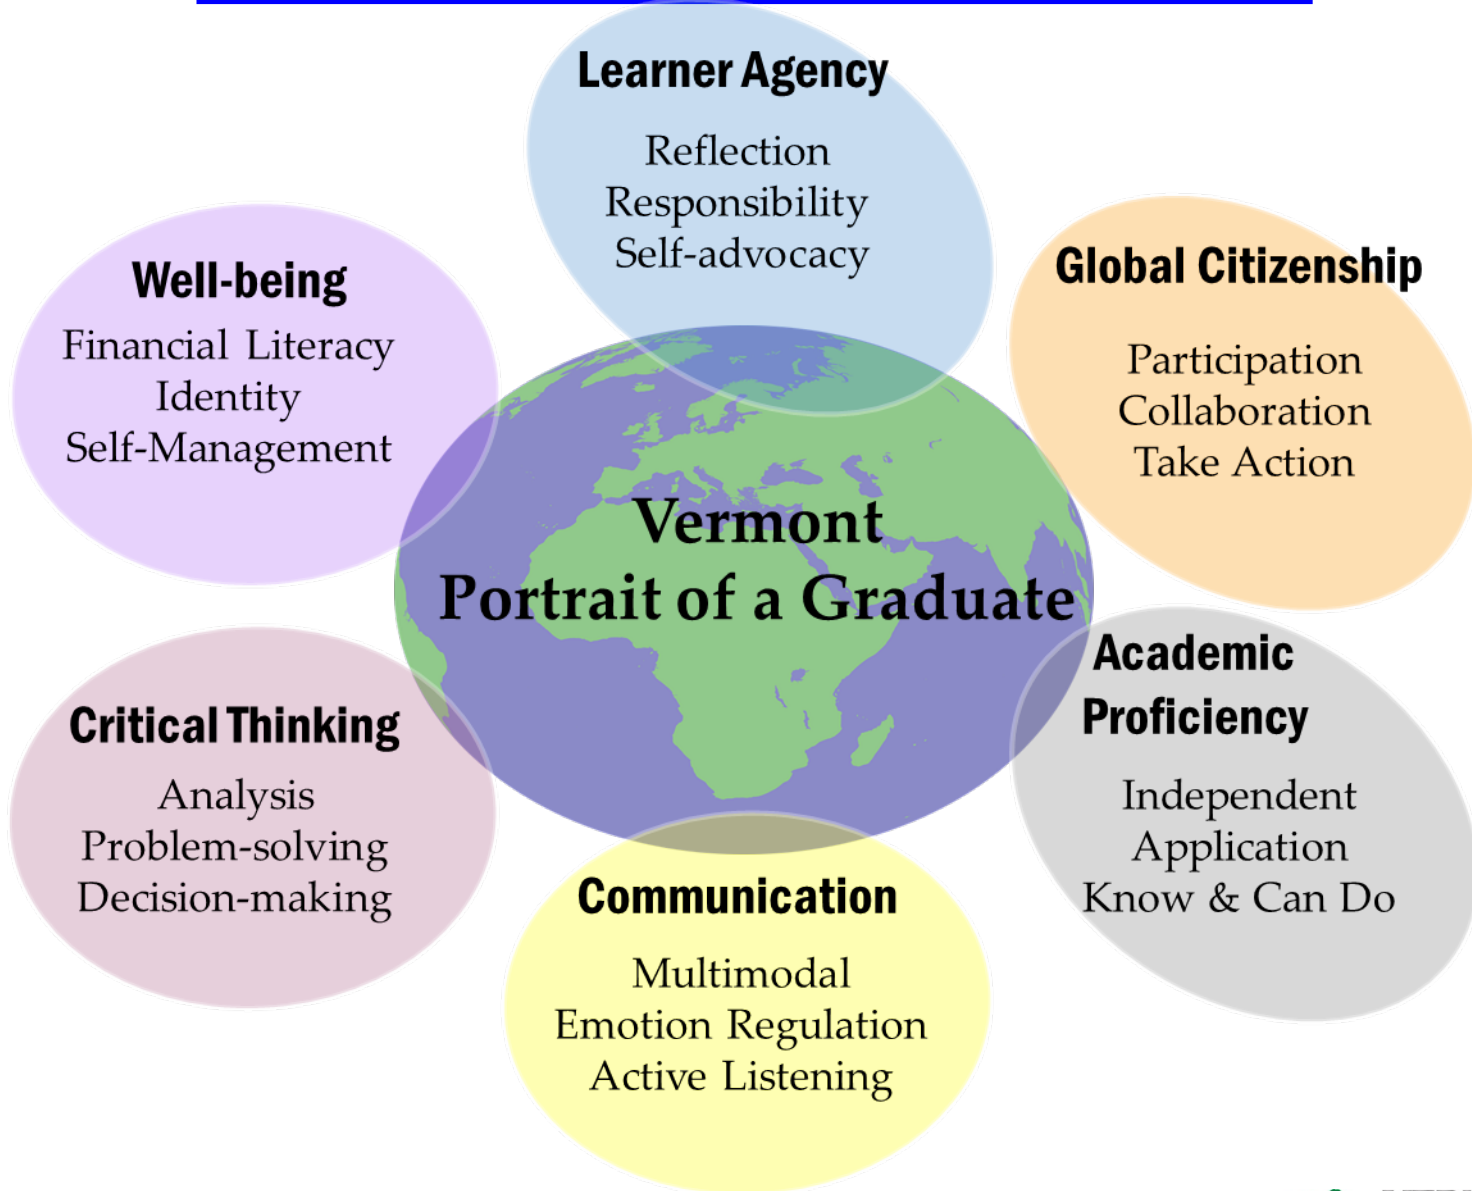 Learner Agency
Reflection
Responsibility
Self-advocacy
Global Citizenship
Participation
Collaboration
Take Action
Well-being
Financial Literacy
Identity
Self-Management
Vermont
Portrait of a Graduate
Academic
Proficiency
Independent
Application
Know & Can Do
Critical Thinking
Analysis
Problem-solving
Decision-making
Communication
Multimodal
Emotion Regulation
Active Listening